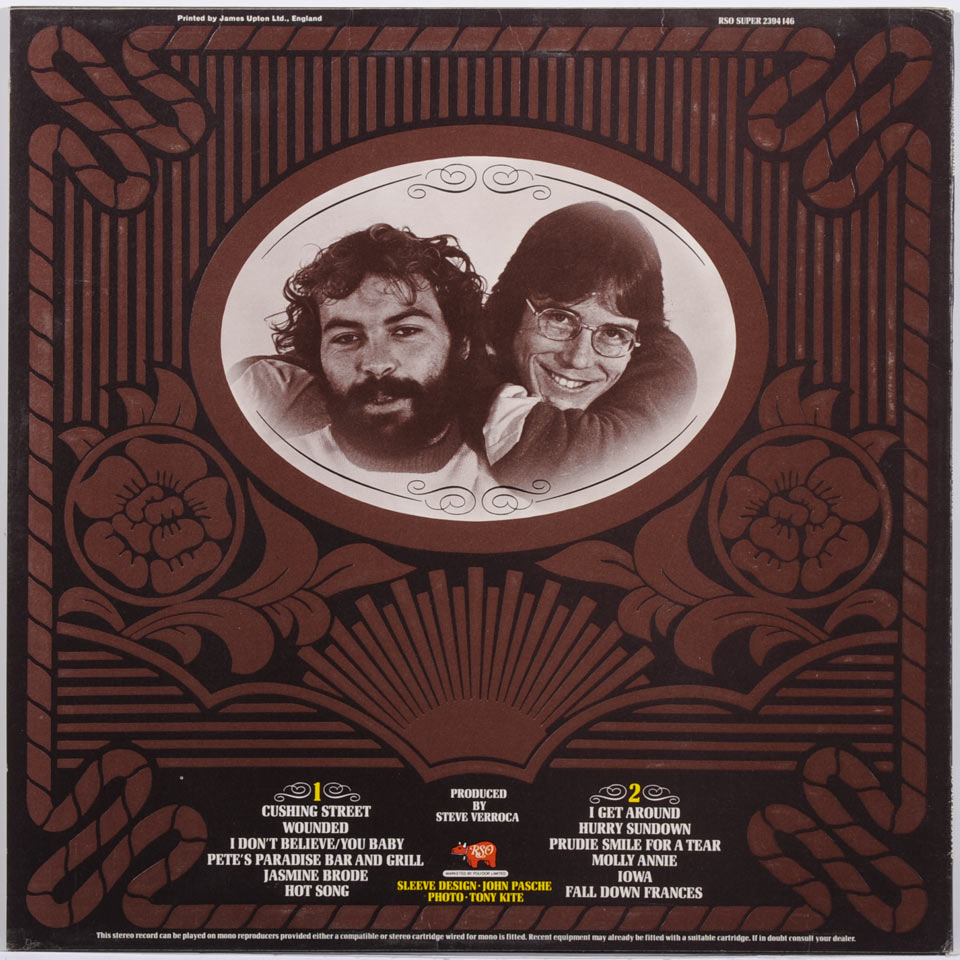 Printed by James Upton Ltd., England
RSO SUPER 2394 146
1
CUSHING STREET
WOUNDED
I DON'T BELIEVE/YOU BABY
PETE'S PARADISE BAR AND GRILL
JASMINE BRODE
HOT SONG
PRODUCED
BY
STEVE VERROCA
RSO
MARKETED BY POLYDOR LIMITED
SLEEVE DESIGN · JOHN PASCHE
PHOTO · TONY KITE
2
I GET AROUND
HURRY SUNDOWN
PRUDIE SMILE FOR A TEAR
MOLLY ANNIE
IOWA
FALL DOWN FRANCES
This stereo record can be played on mono reproducers provided either a compatible or stereo cartridge wired for mono is fitted. Recent equipment may already be fitted with a suitable cartridge. If in doubt consult your dealer.